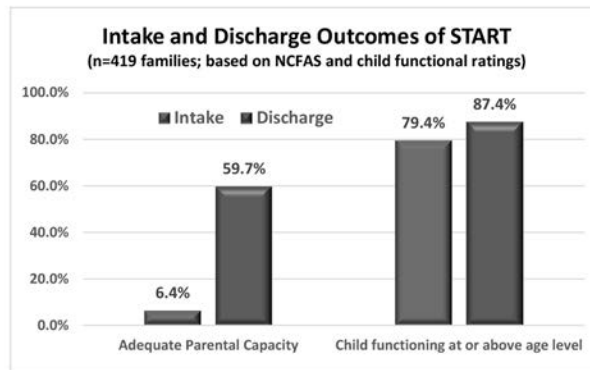 Intake and Discharge Outcomes of START
(n=419 families; based on NCFAS and child functional ratings)
100.0%
80.0%
60.0%
40.0%
20.0%
0.0%
Intake Discharge
6.4%
59.7%
79.4%
87.4%
Adequate Parental Capacity
Child functioning at or above age level